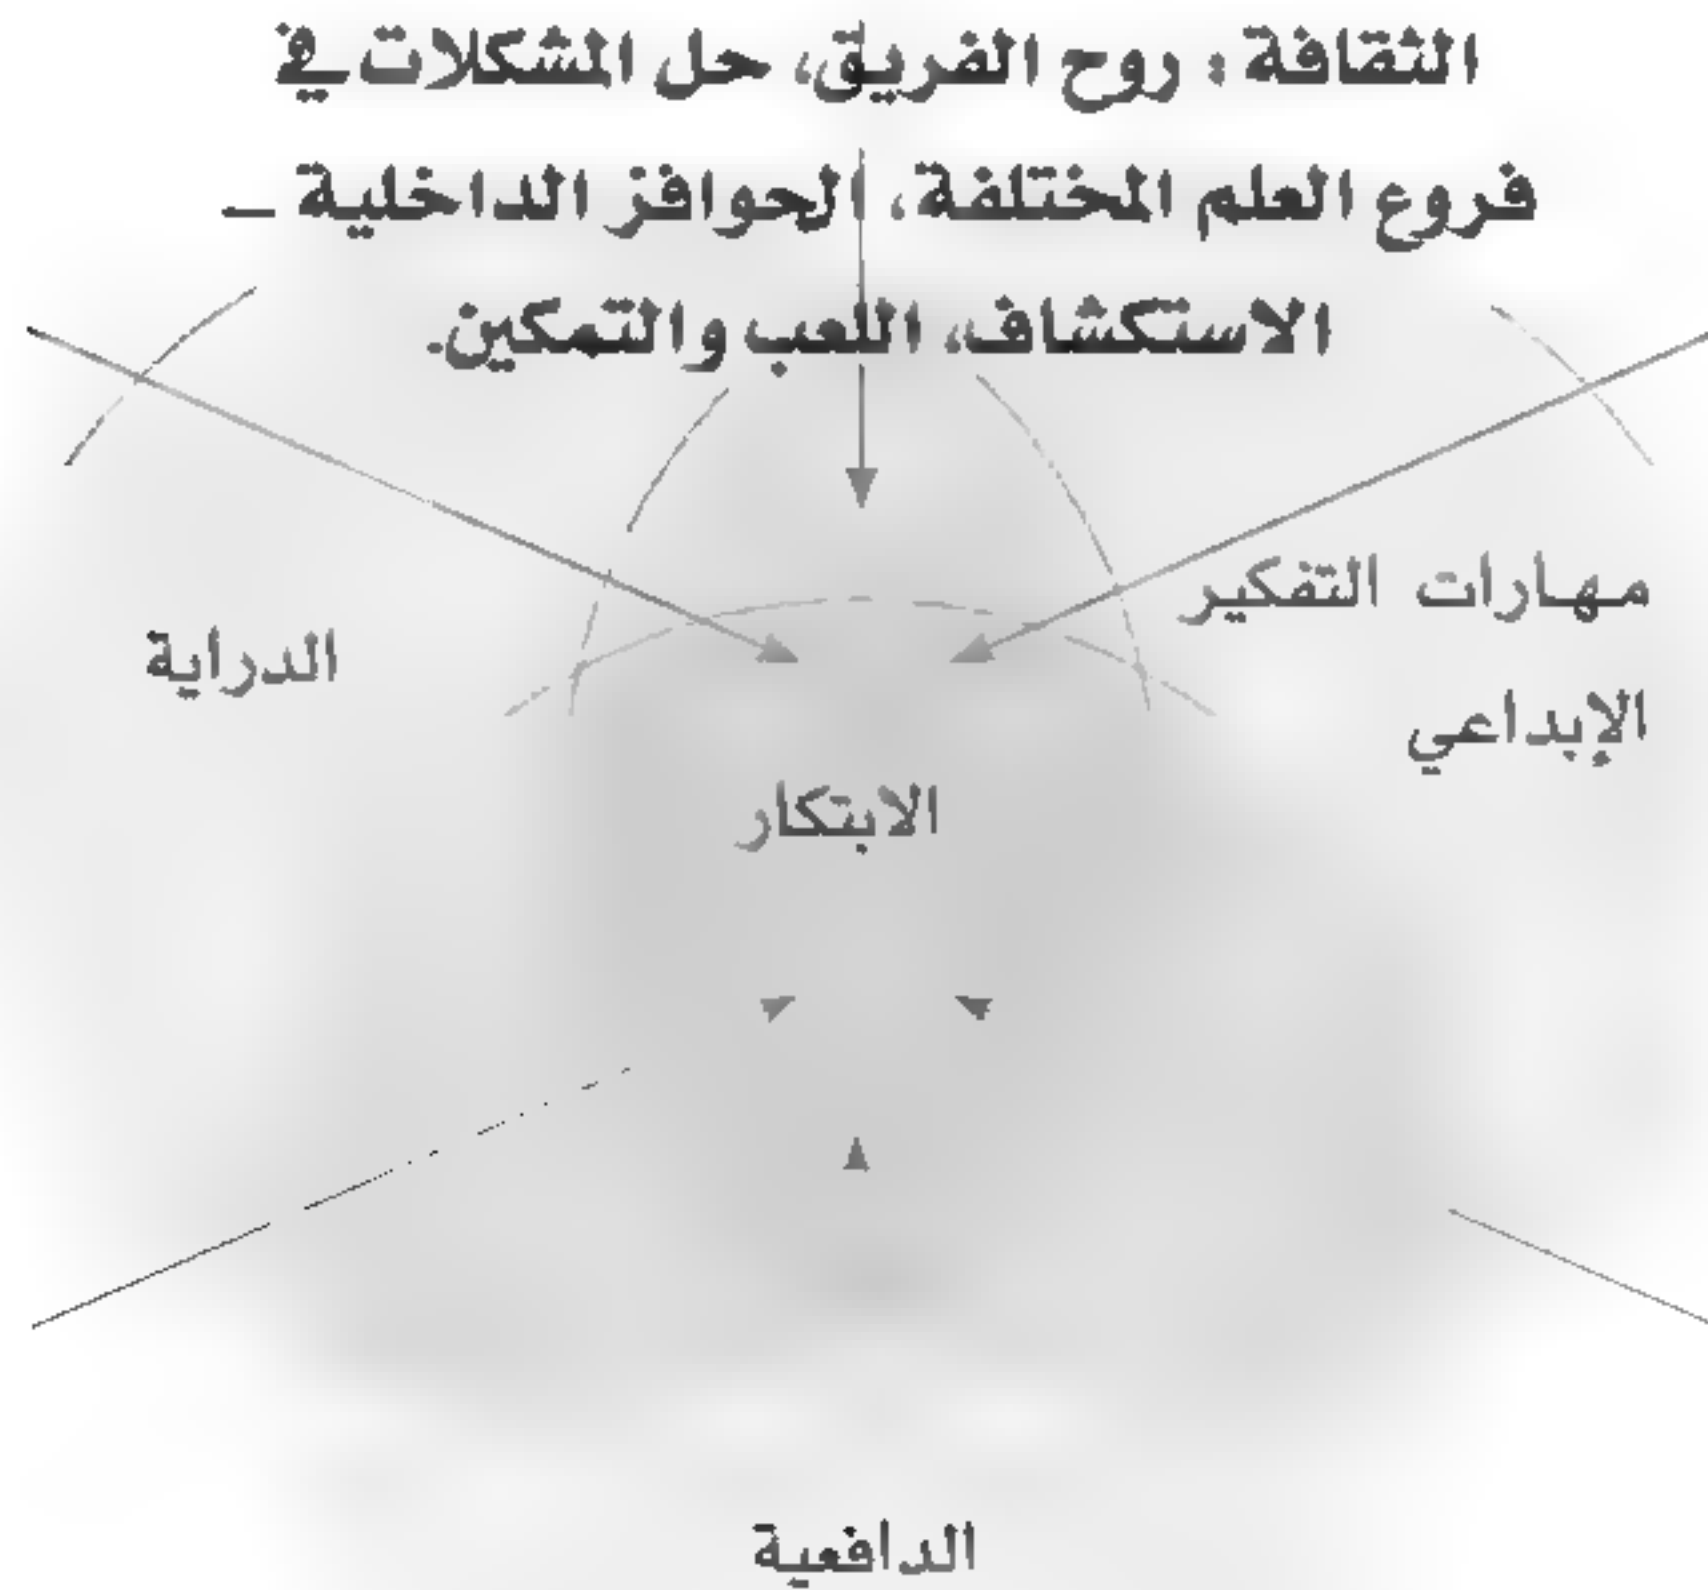 الثقافة : روح الفريق، حل المشكلات في
فروع العلم المختلفة، الحوافز الداخلية –
الاستكشاف، اللعب والتمكين.
مهارات التفكير
الإبداعي
الدراية
الابتكار
الدافعية